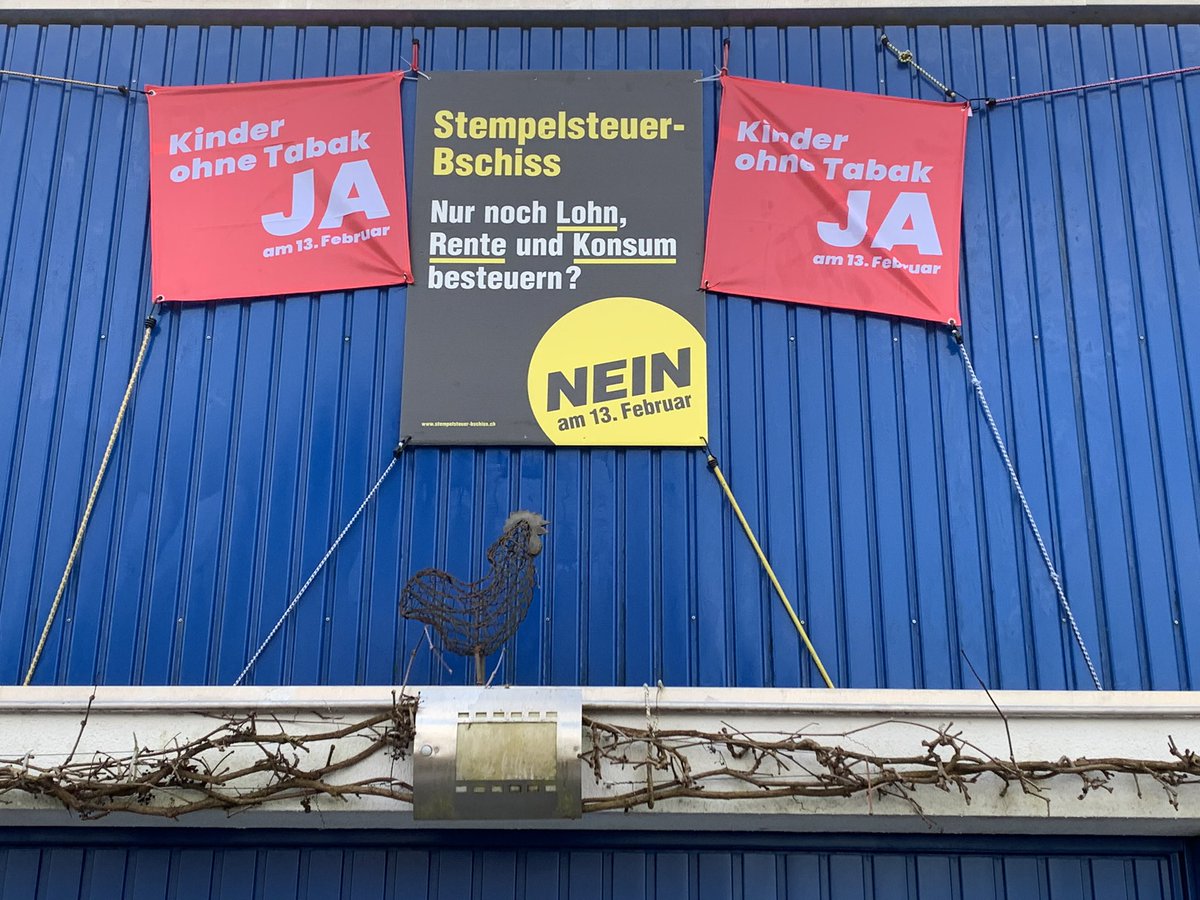 Kinder
ohne Tabak
JA
am 13. Februar
Stempelsteuer-
Bschiss
Nur noch Lohn,
Rente und Konsum
besteuern?
NEIN
am 13. Februar
www.stempelsteuer-bschiss.ch
Kinder
ohne Tabak
JA
am 13. Februar